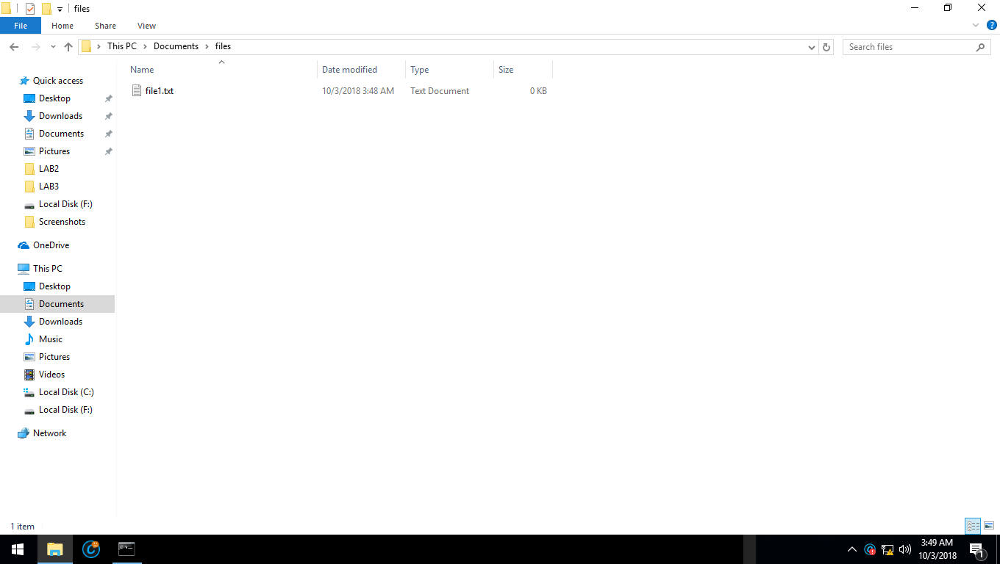 files
File Home Share View
This PC Documents files
Search files
Name Date modified Type Size
file1.txt 10/3/2018 3:48 AM Text Document 0 KB
Quick access
Desktop
Downloads
Documents
Pictures
LAB2
LAB3
Local Disk (F:)
Screenshots
OneDrive
This PC
Desktop
Documents
Downloads
Music
Pictures
Videos
Local Disk (C:)
Local Disk (F:)
Network
1 item
3:49 AM
10/3/2018
1